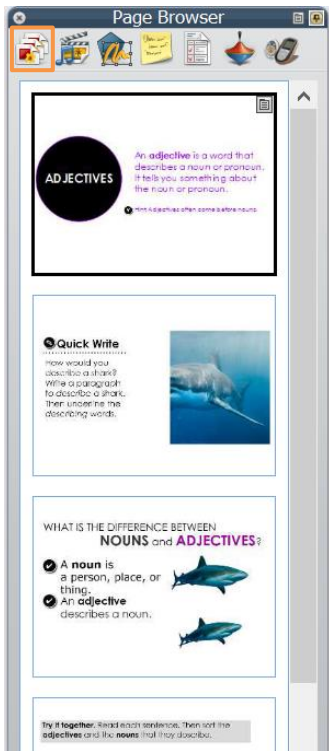 Page Browser
ADJECTIVES
An adjective is a word that
describes a noun or pronoun.
It tells you something about
the noun or pronoun.
Hint: Adjectives often come before nouns.
Quick Write
How would you
describe a shark?
Write a paragraph
to describe a shark.
Then underline the
describing words.
WHAT IS THE DIFFERENCE BETWEEN
NOUNS and ADJECTIVES?
A noun is
a person, place, or
thing.
An adjective
describes a noun.
Try it together. Read each sentence. Then sort the
adjectives and the nouns that they describe.